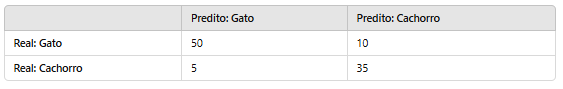 Predito: Gato Predito: Cachorro
Real: Gato 50 10
Real: Cachorro 5 35